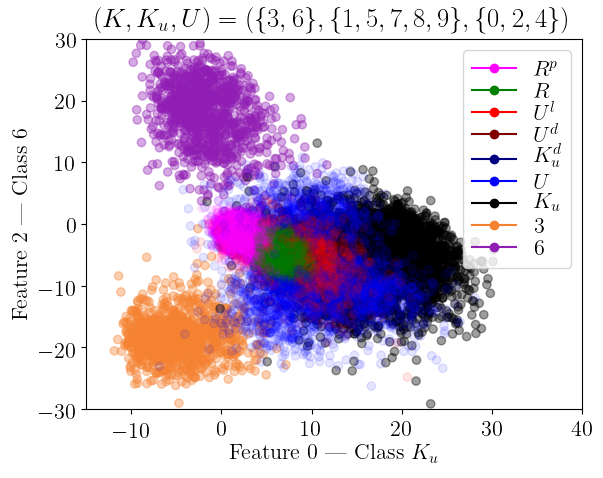 (K, K_u, U) = ({3, 6}, {1, 5, 7, 8, 9}, {0, 2, 4})
30
20
10
0
−10
−20
−30
Feature 2 — Class 6
R^p
R
U^l
U^d
K_u^d
U
K_u
3
6
−10
0
10
20
30
40
Feature 0 — Class K_u